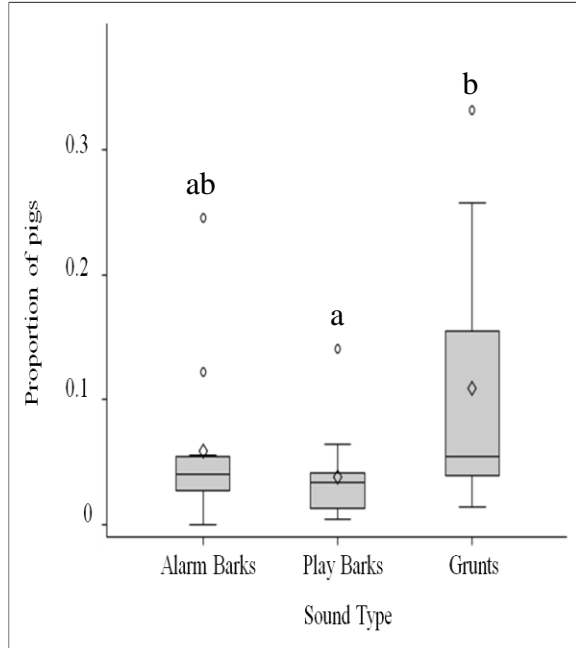 b
0.3
ab
0.2
a
0.1
0
Proportion of pigs
Alarm Barks Play Barks Grunts
Sound Type